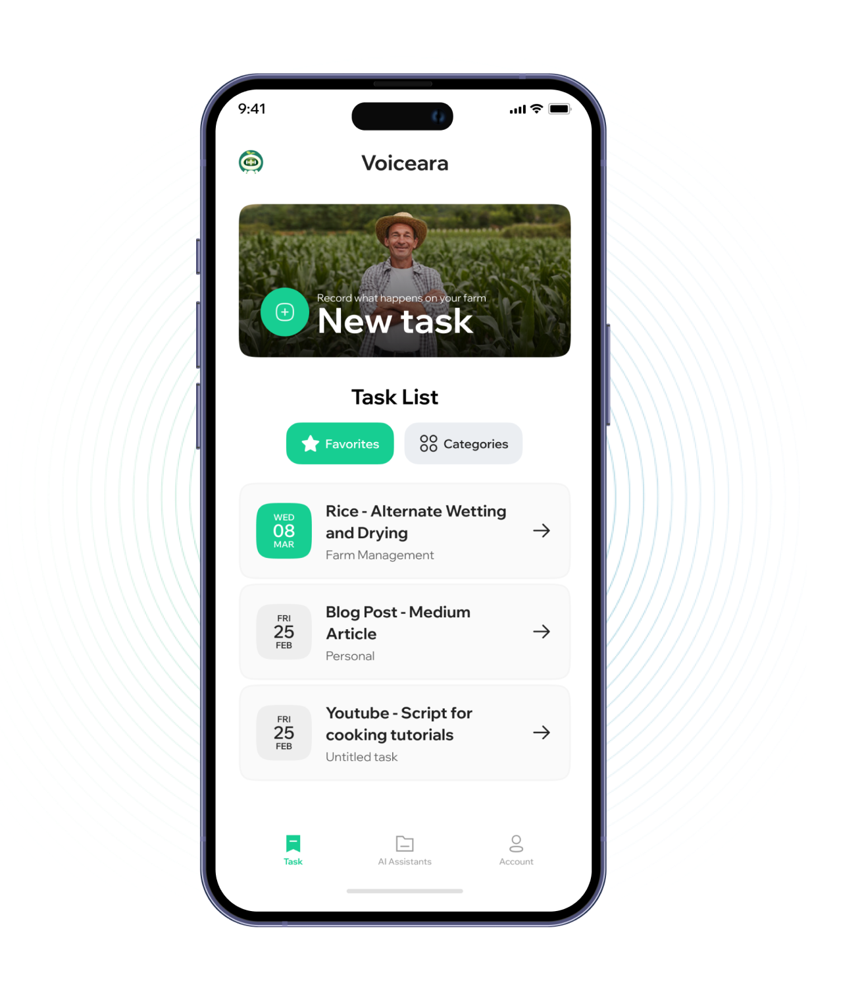 9:41
Voiceara
Record what happens on your farm
New task
Task List
Favorites
Categories
WED
08
MAR
Rice - Alternate Wetting
and Drying
Farm Management
FRI
25
FEB
Blog Post - Medium
Article
Personal
FRI
25
FEB
Youtube - Script for
cooking tutorials
Untitled task
Task
AI Assistants
Account